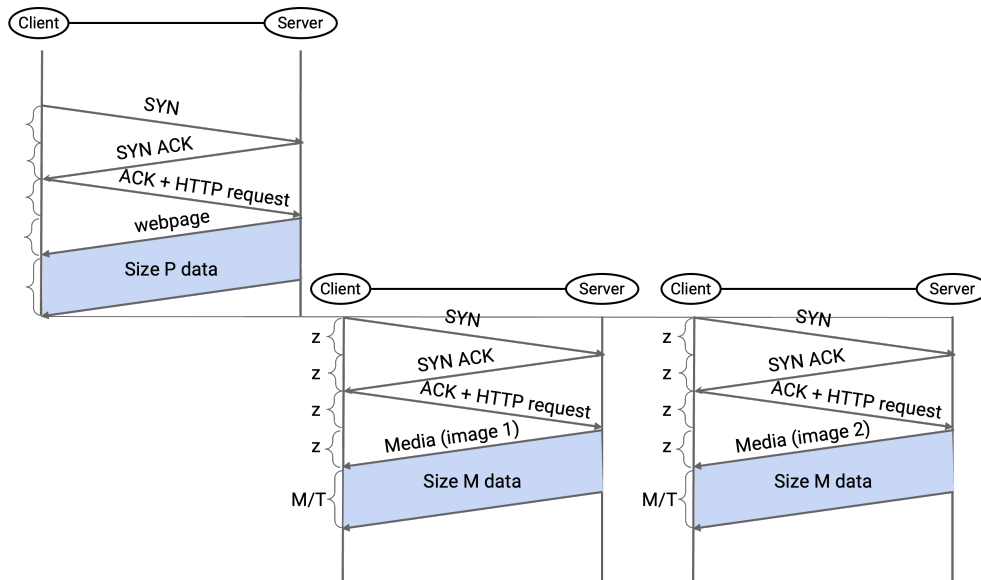 Client
Server
SYN
SYN ACK
ACK + HTTP request
webpage
Size P data
Client
Server
SYN
z
SYN ACK
z
ACK + HTTP request
z
Media (image 1)
z
Size M data
M/T
Client
Server
SYN
z
SYN ACK
z
ACK + HTTP request
z
Media (image 2)
z
Size M data
M/T